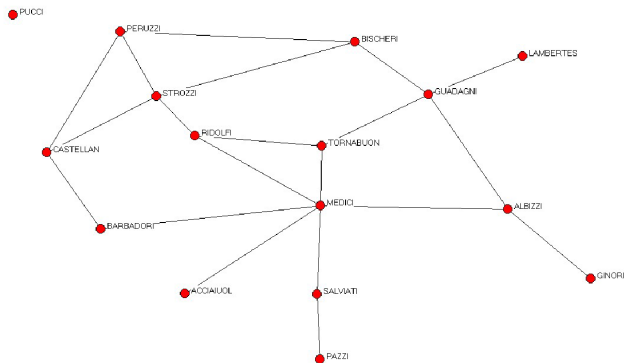 PUCCI
PERUZZI
BISCHERI
LAMBERTES
STROZZI
GUADAGNI
RIDOLFI
TORNABUON
CASTELLAN
MEDICI
ALBIZZI
BARBADORI
GINORI
ACCIAIUOL
SALVIATI
PAZZI